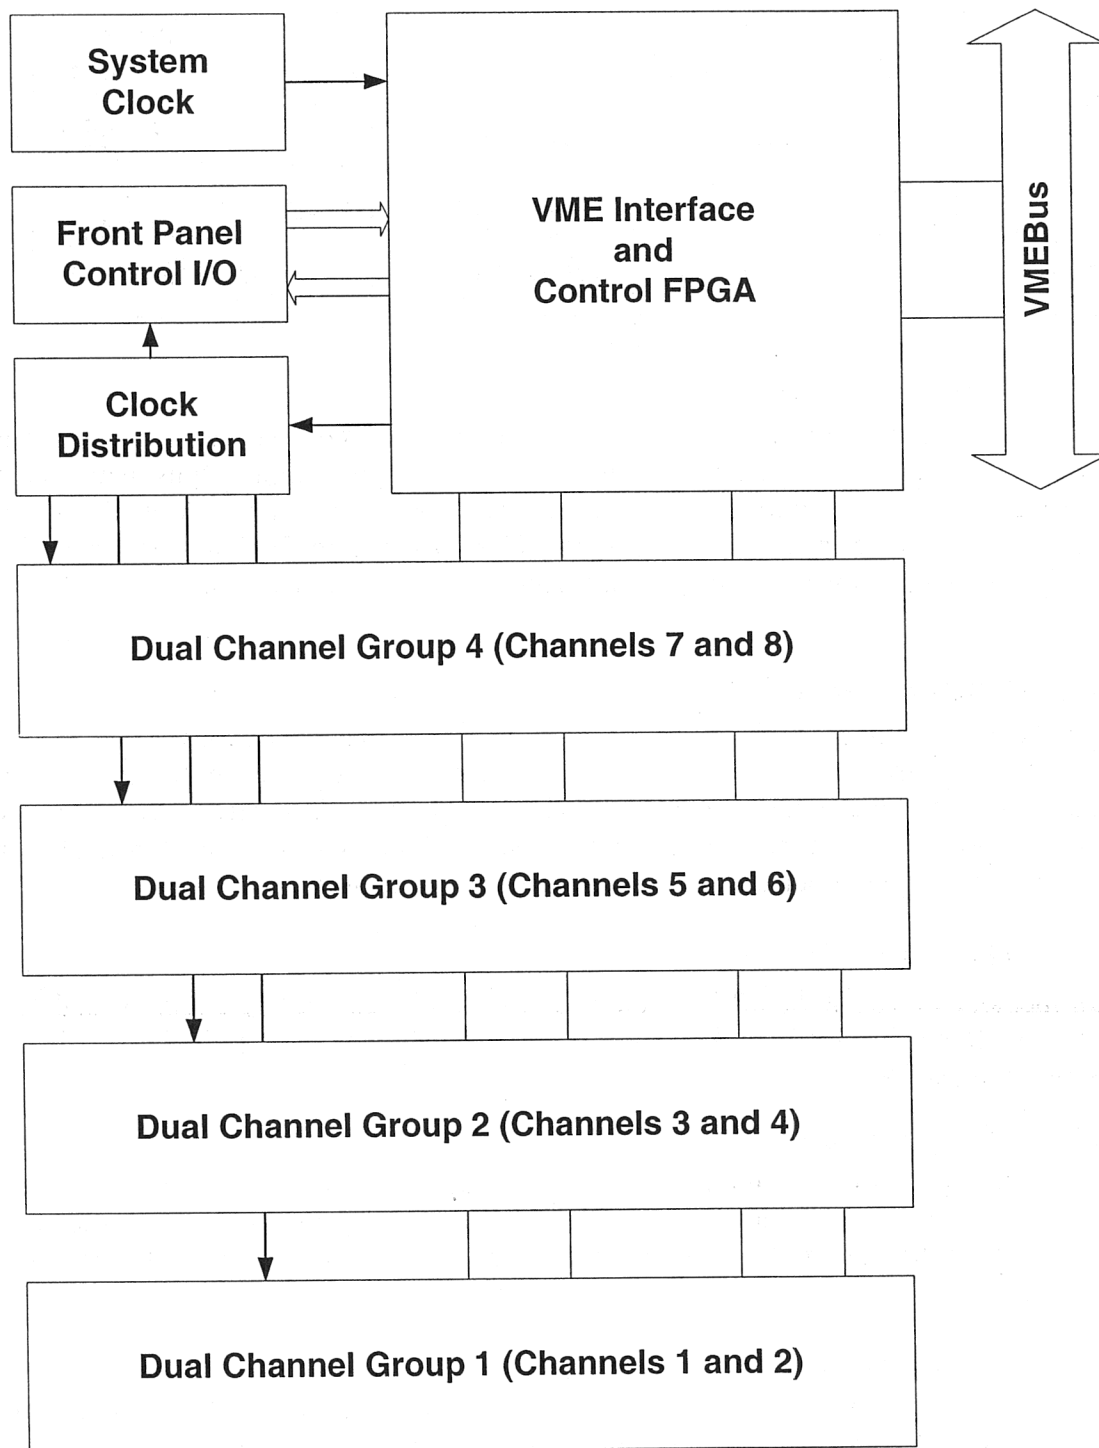 System
Clock
Front Panel
Control I/O
Clock
Distribution
VME Interface
and
Control FPGA
VMEBus
Dual Channel Group 4 (Channels 7 and 8)
Dual Channel Group 3 (Channels 5 and 6)
Dual Channel Group 2 (Channels 3 and 4)
Dual Channel Group 1 (Channels 1 and 2)